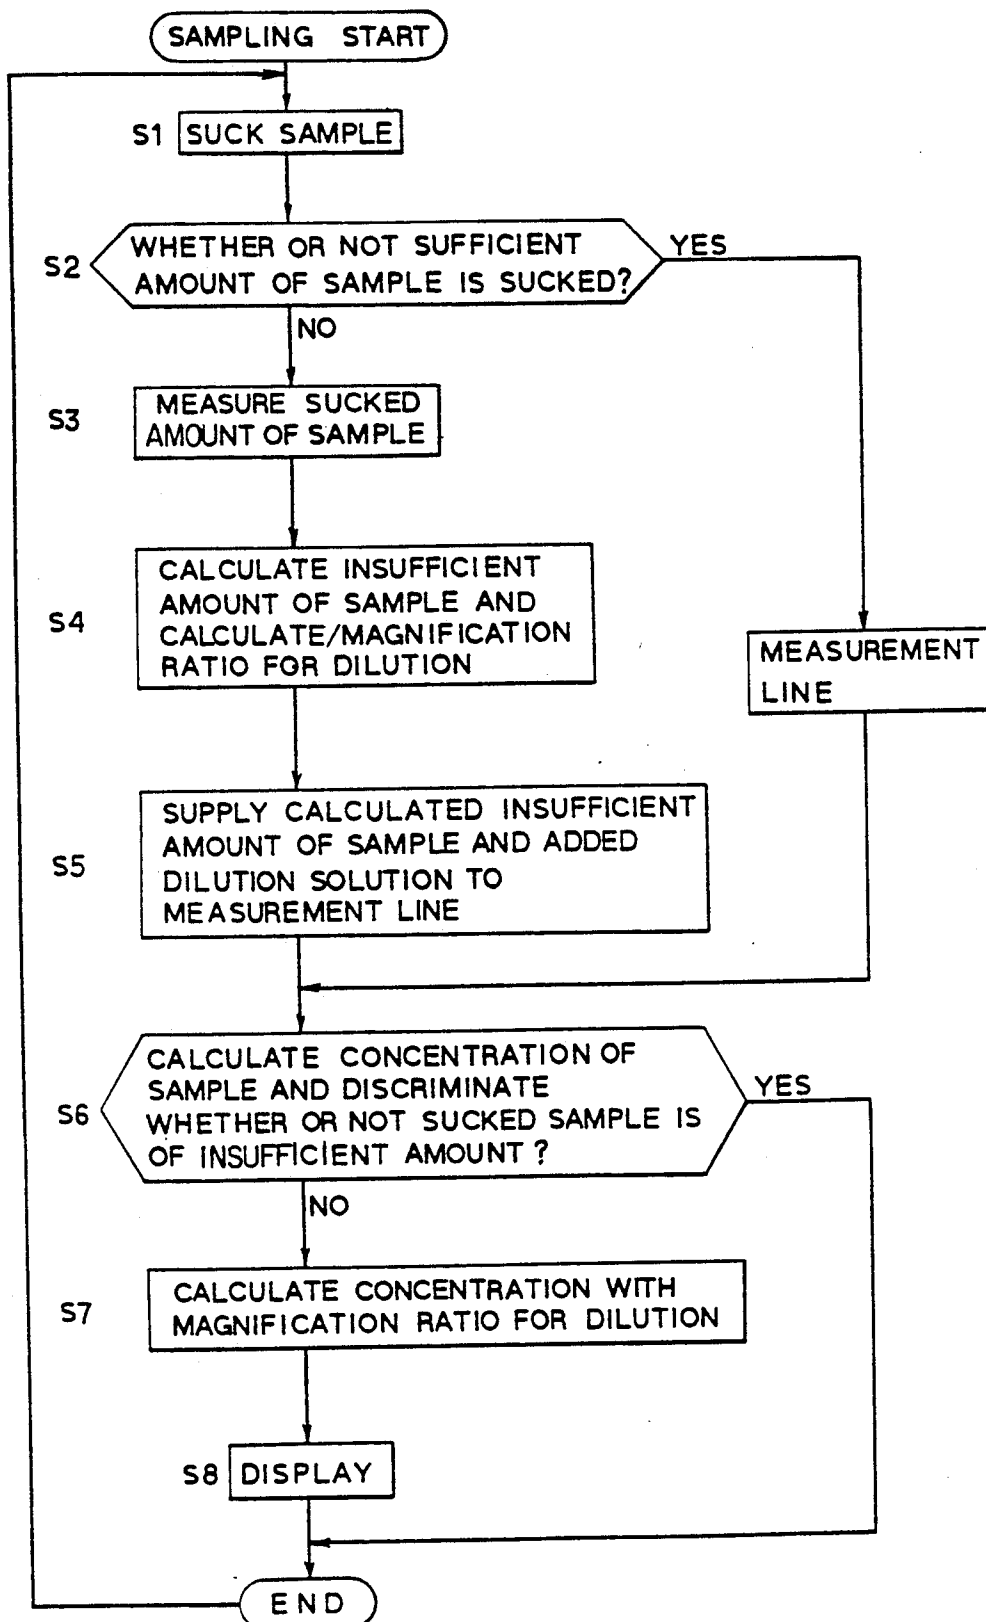 SAMPLING START
S1 SUCK SAMPLE
S2
WHETHER OR NOT SUFFICIENT
AMOUNT OF SAMPLE IS SUCKED?
YES
NO
S3
MEASURE SUCKED
AMOUNT OF SAMPLE
S4
CALCULATE INSUFFICIENT
AMOUNT OF SAMPLE AND
CALCULATE/MAGNIFICATION
RATIO FOR DILUTION
MEASUREMENT
LINE
S5
SUPPLY CALCULATED INSUFFICIENT
AMOUNT OF SAMPLE AND ADDED
DILUTION SOLUTION TO
MEASUREMENT LINE
S6
CALCULATE CONCENTRATION OF
SAMPLE AND DISCRIMINATE
WHETHER OR NOT SUCKED SAMPLE IS
OF INSUFFICIENT AMOUNT ?
YES
NO
S7
CALCULATE CONCENTRATION WITH
MAGNIFICATION RATIO FOR DILUTION
S8 DISPLAY
END